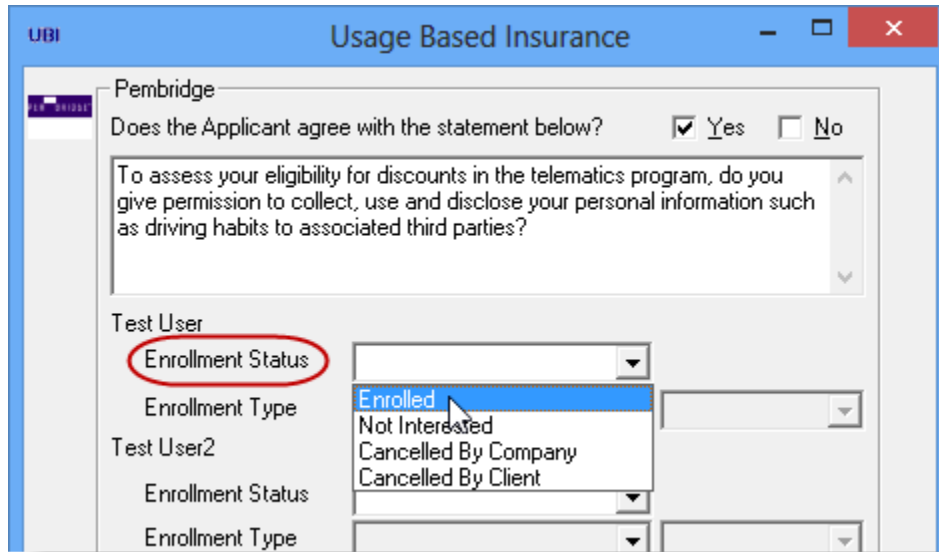 UBI Usage Based Insurance
Pembridge
Does the Applicant agree with the statement below? Yes No
To assess your eligibility for discounts in the telematics program, do you
give permission to collect, use and disclose your personal information such
as driving habits to associated third parties?
Test User
Enrollment Status
Enrolled
Enrollment Type
Not Interested
Cancelled By Company
Cancelled By Client
Test User2
Enrollment Status
Enrollment Type